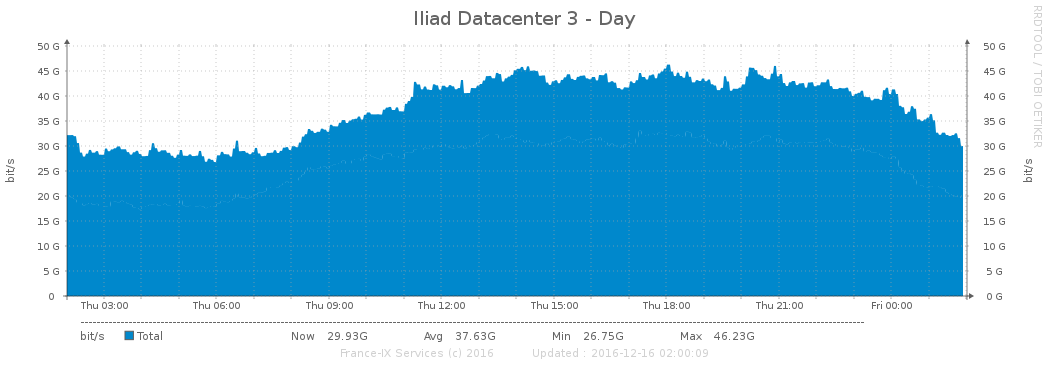 Iliad Datacenter 3 - Day
RRDTOOL / TOBI OETIKER
bit/s
50 G
45 G
40 G
35 G
30 G
25 G
20 G
15 G
10 G
5 G
0
50 G
45 G
40 G
35 G
30 G
25 G
20 G
15 G
10 G
5 G
0 G
bit/s
Thu 03:00 Thu 06:00 Thu 09:00 Thu 12:00 Thu 15:00 Thu 18:00 Thu 21:00 Fri 00:00
bit/s Total Now 29.93G Avg 37.63G Min 26.75G Max 46.23G
France-IX Services (c) 2016 Updated : 2016-12-16 02:00:09